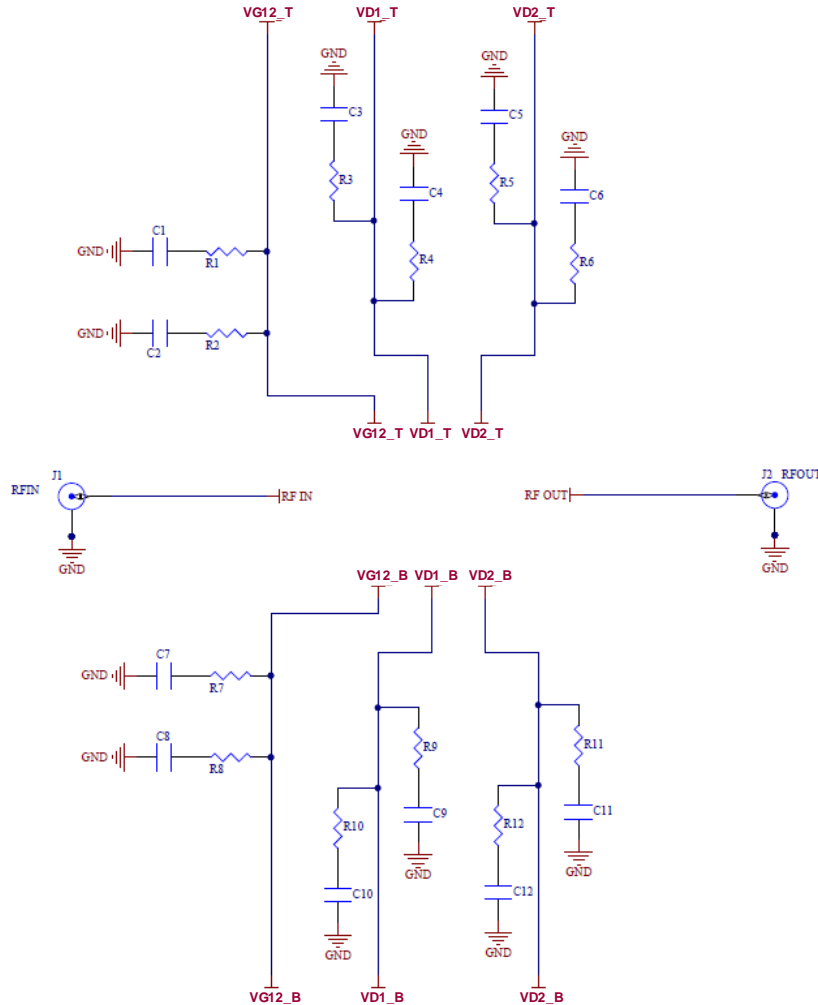 VG12_T
VD1_T
VD2_T
GND
GND
C3
C5
GND
GND
R3
C4
R5
C6
C1
GND
R1
R4
R6
GND
R2
C2
VG12_T
VD1_T
VD2_T
J1
RFIN
RF IN
RF OUT
J2
RFOUT
GND
GND
VG12_B
VD1_B
VD2_B
C7
GND
R7
C8
GND
R8
R9
R11
R10
C9
R12
C11
GND
GND
C10
C12
GND
GND
VG12_B
VD1_B
VD2_B